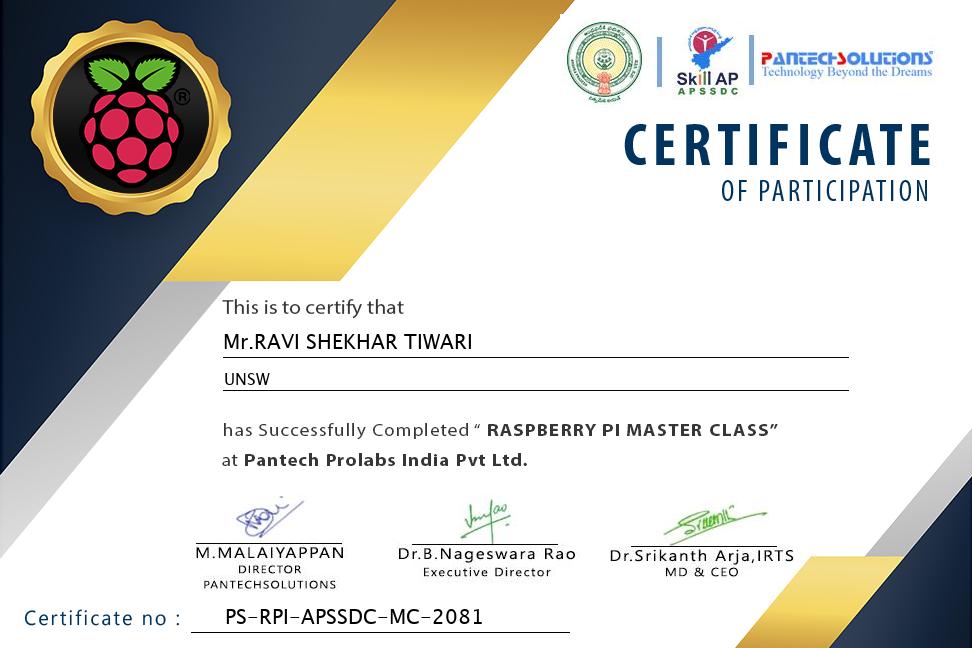 ®
Skill AP
APSSDC
PANTECH SOLUTIONS
Technology Beyond the Dreams
CERTIFICATE
OF PARTICIPATION
This is to certify that
Mr.RAVI SHEKHAR TIWARI
UNSW
has Successfully Completed “ RASPBERRY PI MASTER CLASS”
at Pantech Prolabs India Pvt Ltd.
M.MALAIYAPPAN
DIRECTOR
PANTECHSOLUTIONS
Dr.B.Nageswara Rao
Executive Director
Dr.Srikanth Arja,IRTS
MD & CEO
Certificate no : PS-RPI-APSSDC-MC-2081